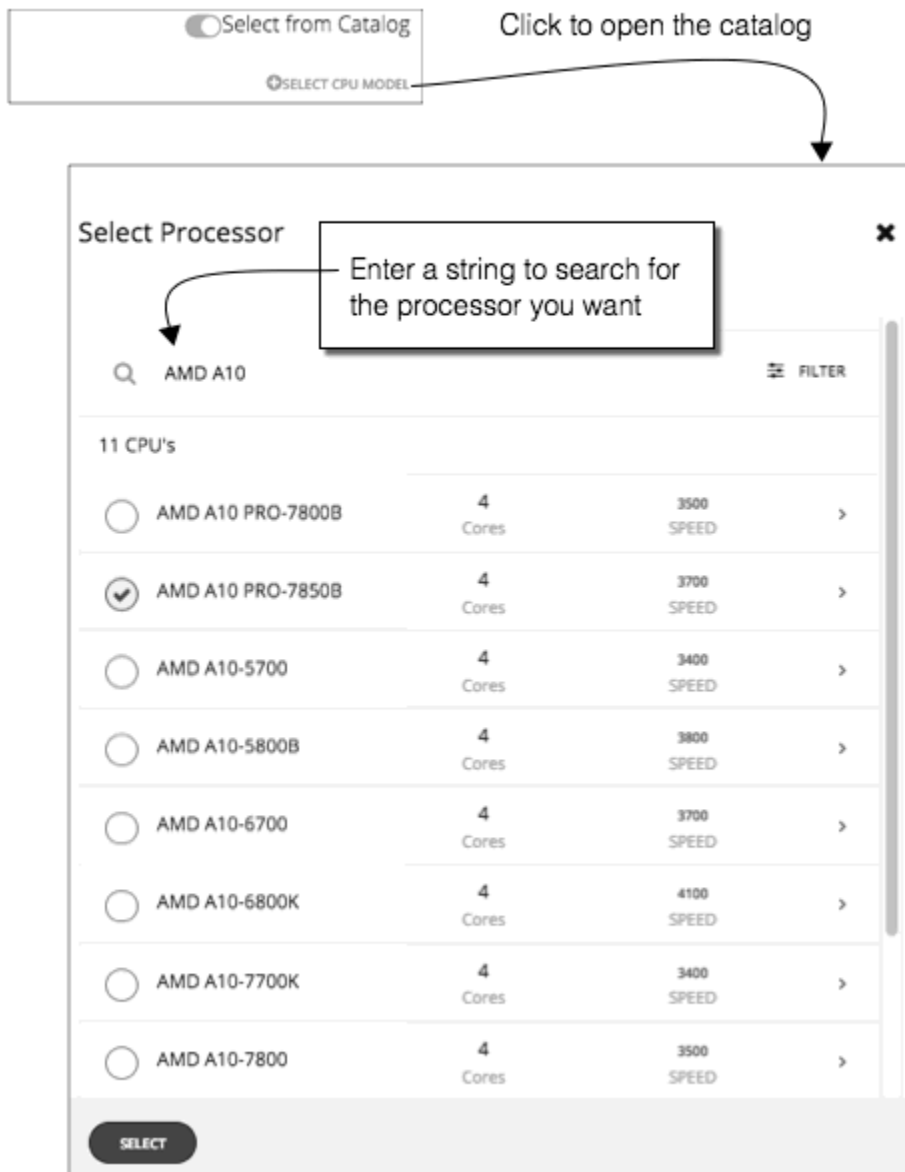 Select from Catalog
Click to open the catalog
SELECT CPU MODEL
Select Processor
Enter a string to search for
the processor you want
AMD A10
FILTER
11 CPU's
AMD A10 PRO-7800B
4
Cores
3500
SPEED
AMD A10 PRO-7850B
4
Cores
3700
SPEED
AMD A10-5700
4
Cores
3400
SPEED
AMD A10-5800B
4
Cores
3800
SPEED
AMD A10-6700
4
Cores
3700
SPEED
AMD A10-6800K
4
Cores
4100
SPEED
AMD A10-7700K
4
Cores
3400
SPEED
AMD A10-7800
4
Cores
3500
SPEED
SELECT